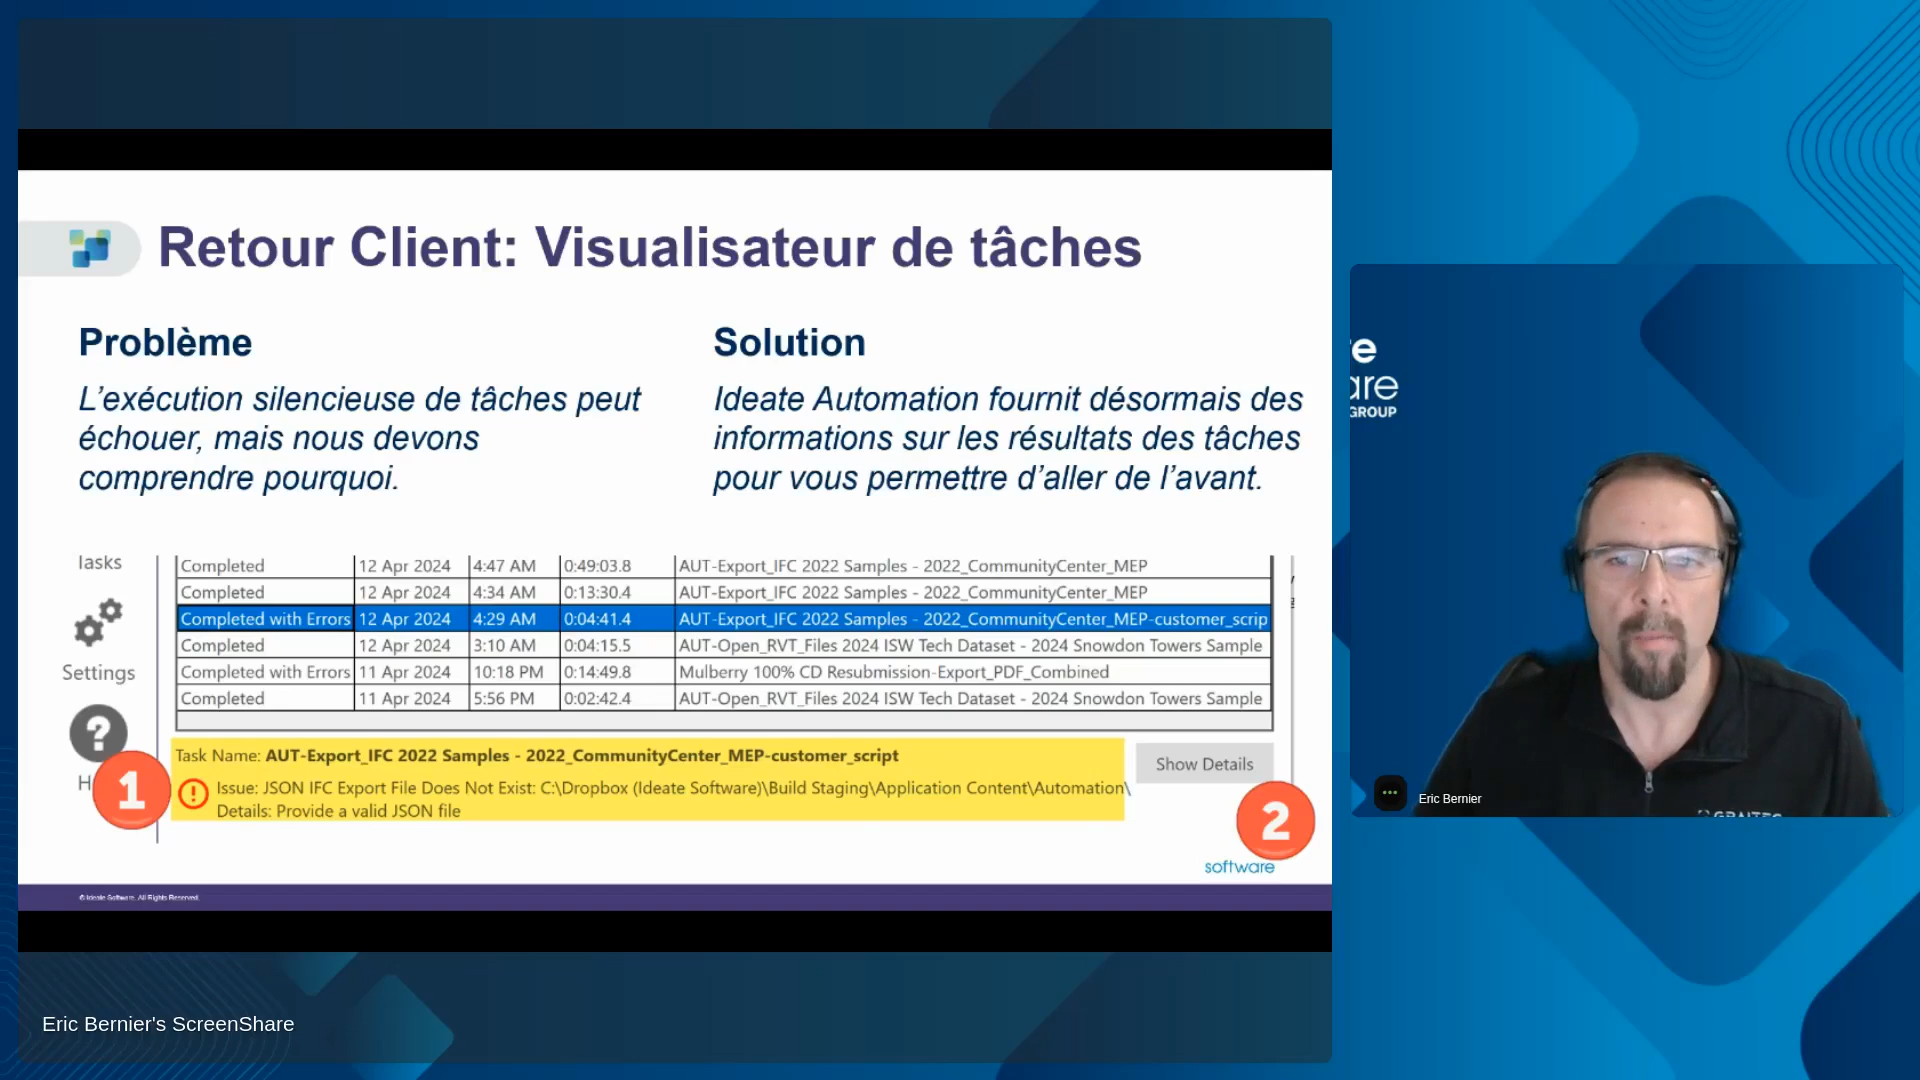 Retour Client: Visualisateur de tâches
Problème
L'exécution silencieuse de tâches peut
échouer, mais nous devons
comprendre pourquoi.
Solution
Ideate Automation fournit désormais des
informations sur les résultats des tâches
pour vous permettre d'aller de l'avant.
Tasks
Settings
Completed 12 Apr 2024 4:47 AM 0:49:03.8 AUT-Export_IFC 2022 Samples - 2022_CommunityCenter_MEP
Completed 12 Apr 2024 4:34 AM 0:13:30.4 AUT-Export_IFC 2022 Samples - 2022_CommunityCenter_MEP
Completed with Errors 12 Apr 2024 4:29 AM 0:04:41.4 AUT-Export_IFC 2022 Samples - 2022_CommunityCenter_MEP-customer_scrip
Completed 12 Apr 2024 3:10 AM 0:04:15.5 AUT-Open_RVT_Files 2024 ISW Tech Dataset - 2024 Snowdon Towers Sample
Completed with Errors 11 Apr 2024 10:18 PM 0:14:49.8 Mulberry 100% CD Resubmission-Export_PDF_Combined
Completed 11 Apr 2024 5:56 PM 0:02:42.4 AUT-Open_RVT_Files 2024 ISW Tech Dataset - 2024 Snowdon Towers Sample
1
Task Name: AUT-Export_IFC 2022 Samples - 2022_CommunityCenter_MEP-customer_script
Issue: JSON IFC Export File Does Not Exist: C:\Dropbox (Ideate Software)\Build Staging\Application Content\Automation\
Details: Provide a valid JSON file
Show Details
2
software
© Ideate Software. All Rights Reserved.
Eric Bernier's ScreenShare
GROUP
Eric Bernier